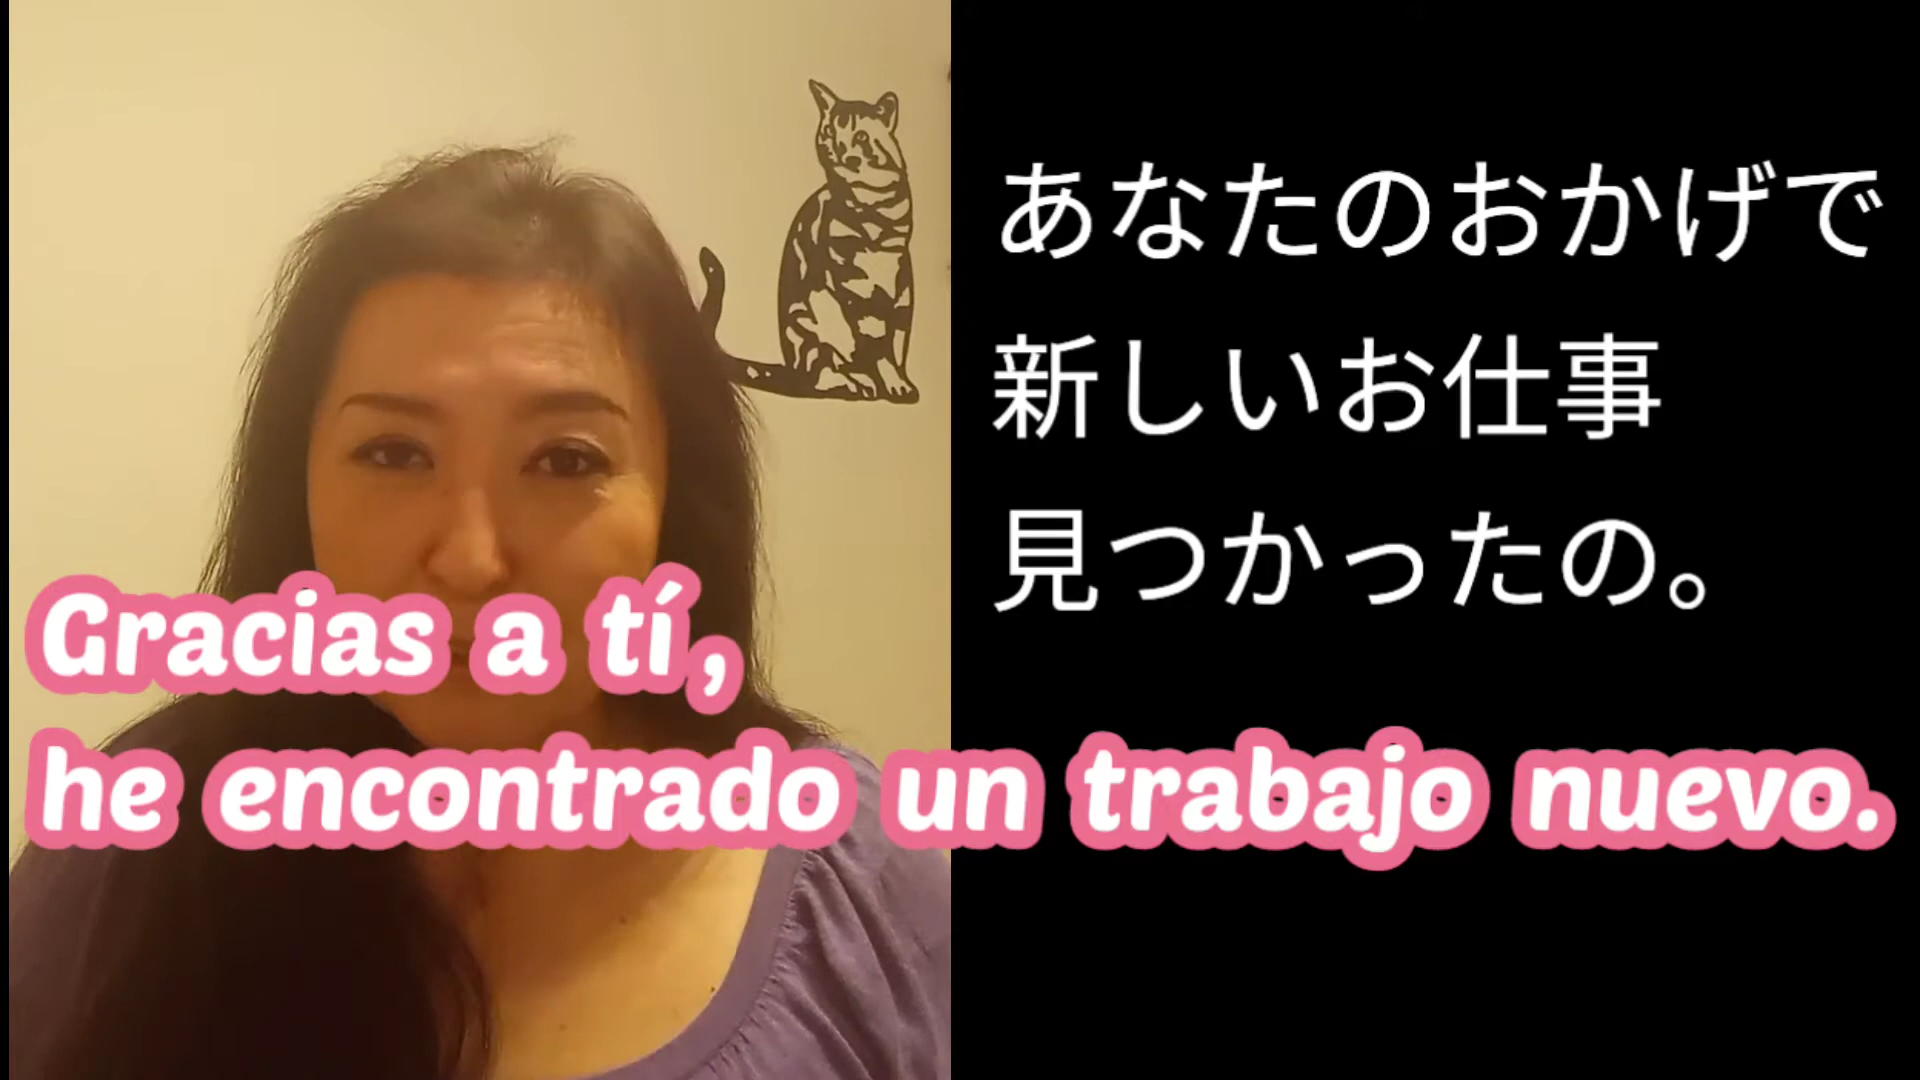 あなたのおかげで
新しいお仕事
見つかったの。
Gracias a tí,
he encontrado un trabajo nuevo.